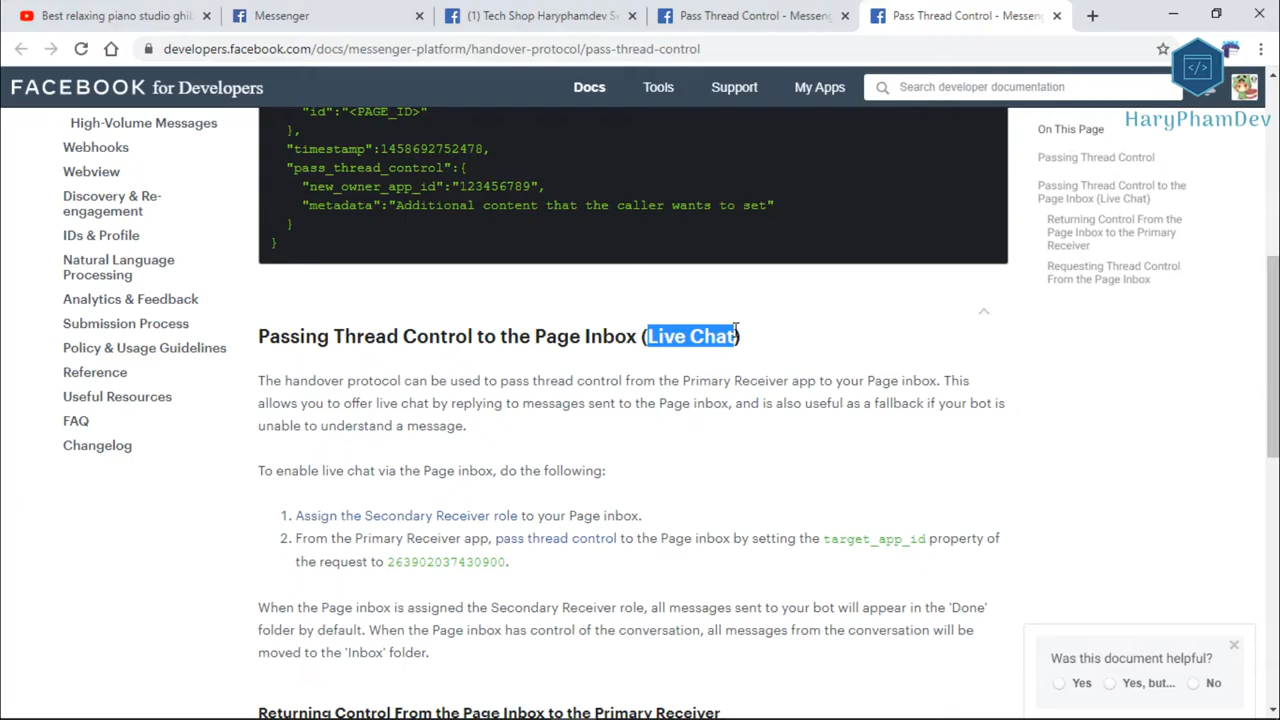 Best relaxing piano studio ghil
Messenger
(1) Tech Shop Haryphamdev Se
Pass Thread Control - Messeng
Pass Thread Control - Messeng
developers.facebook.com/docs/messenger-platform/handover-protocol/pass-thread-control
FACEBOOK for Developers
Docs
Tools
Support
My Apps
Search developer documentation
</>
HaryPhamDev
High-Volume Messages
Webhooks
Webview
Discovery & Re-
engagement
IDs & Profile
Natural Language
Processing
Analytics & Feedback
Submission Process
Policy & Usage Guidelines
Reference
Useful Resources
FAQ
Changelog
"id":"<PAGE_ID>"
},
"timestamp":1458692752478,
"pass_thread_control":{
"new_owner_app_id":"123456789",
"metadata":"Additional content that the caller wants to set"
}
}
Passing Thread Control to the Page Inbox (Live Chat)
The handover protocol can be used to pass thread control from the Primary Receiver app to your Page inbox. This
allows you to offer live chat by replying to messages sent to the Page inbox, and is also useful as a fallback if your bot is
unable to understand a message.
To enable live chat via the Page inbox, do the following:
1. Assign the Secondary Receiver role to your Page inbox.
2. From the Primary Receiver app, pass thread control to the Page inbox by setting the target_app_id property of
the request to 263902037430900.
When the Page inbox is assigned the Secondary Receiver role, all messages sent to your bot will appear in the 'Done'
folder by default. When the Page inbox has control of the conversation, all messages from the conversation will be
moved to the 'Inbox' folder.
Returning Control From the Page Inbox to the Primary Receiver
On This Page
Passing Thread Control
Passing Thread Control to the
Page Inbox (Live Chat)
Returning Control From the
Page Inbox to the Primary
Receiver
Requesting Thread Control
From the Page Inbox
Was this document helpful?
Yes
Yes, but...
No